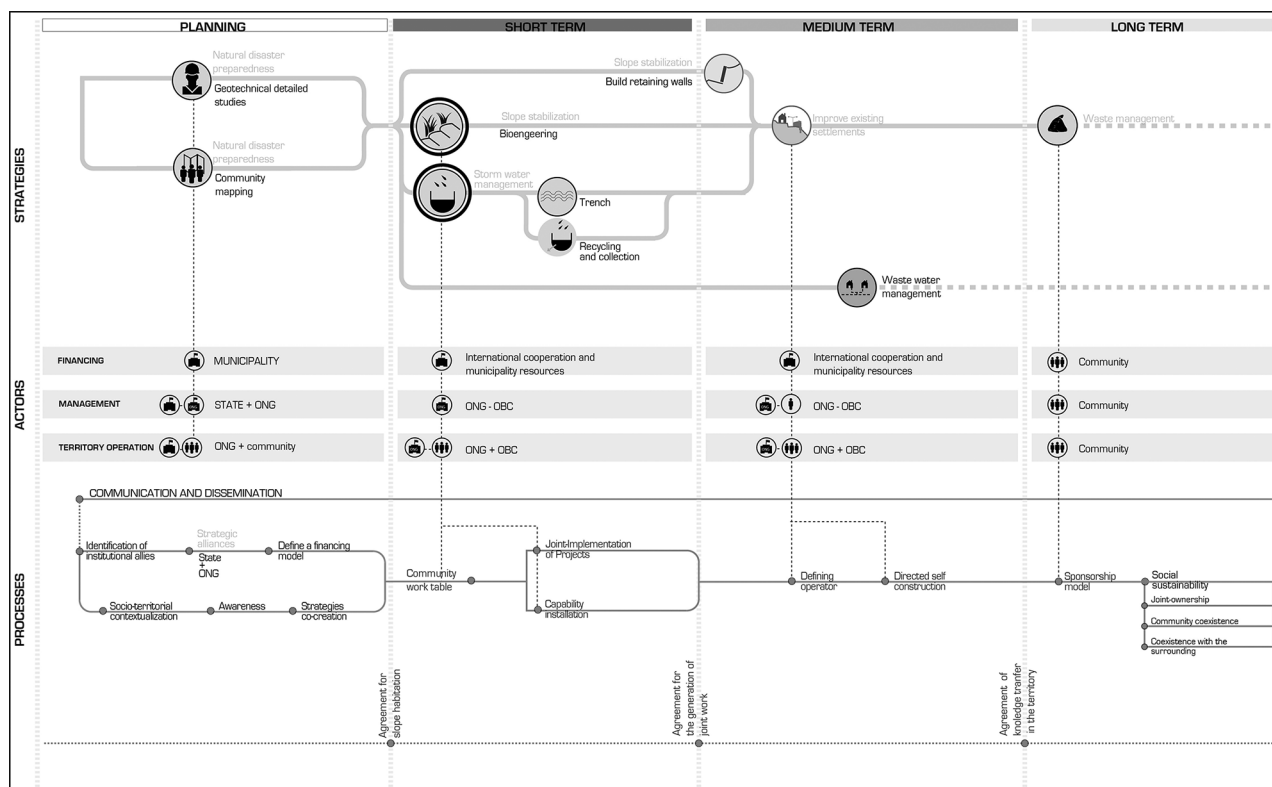 PLANNING
SHORT TERM
MEDIUM TERM
LONG TERM
STRATEGIES
Natural disaster
preparedness
Geotechnical detailed
studies
Natural disaster
preparedness
Community
mapping
Slope stabilization
Build retaining walls
Slope stabilization
Bioengeering
Storm water
management
Trench
Recycling
and collection
Improve existing
settlements
Waste management
Waste water
management
ACTORS
FINANCING
MUNICIPALITY
International cooperation and
municipality resources
International cooperation and
municipality resources
Community
MANAGEMENT
STATE + ONG
ONG - OBC
ONG - OBC
Community
TERRITORY OPERATION
ONG + community
ONG + OBC
ONG + OBC
Community
PROCESSES
COMMUNICATION AND DISSEMINATION
Identification of
institutional allies
Strategic
alliances
State
+
ONG
Define a financing
model
Socio-territorial
contextualization
Awareness
Strategies
co-creation
Community
work table
Joint-Implementation
of Projects
Capability
installation
Defining
operator
Directed self
construction
Sponsorship
model
Social
sustainability
Joint-ownership
Community coexistence
Coexistence with the
surrounding
Agreement for
slope habitation
Agreement for
the generation of
joint work
Agreement of
knoledge tranfer
in the territory